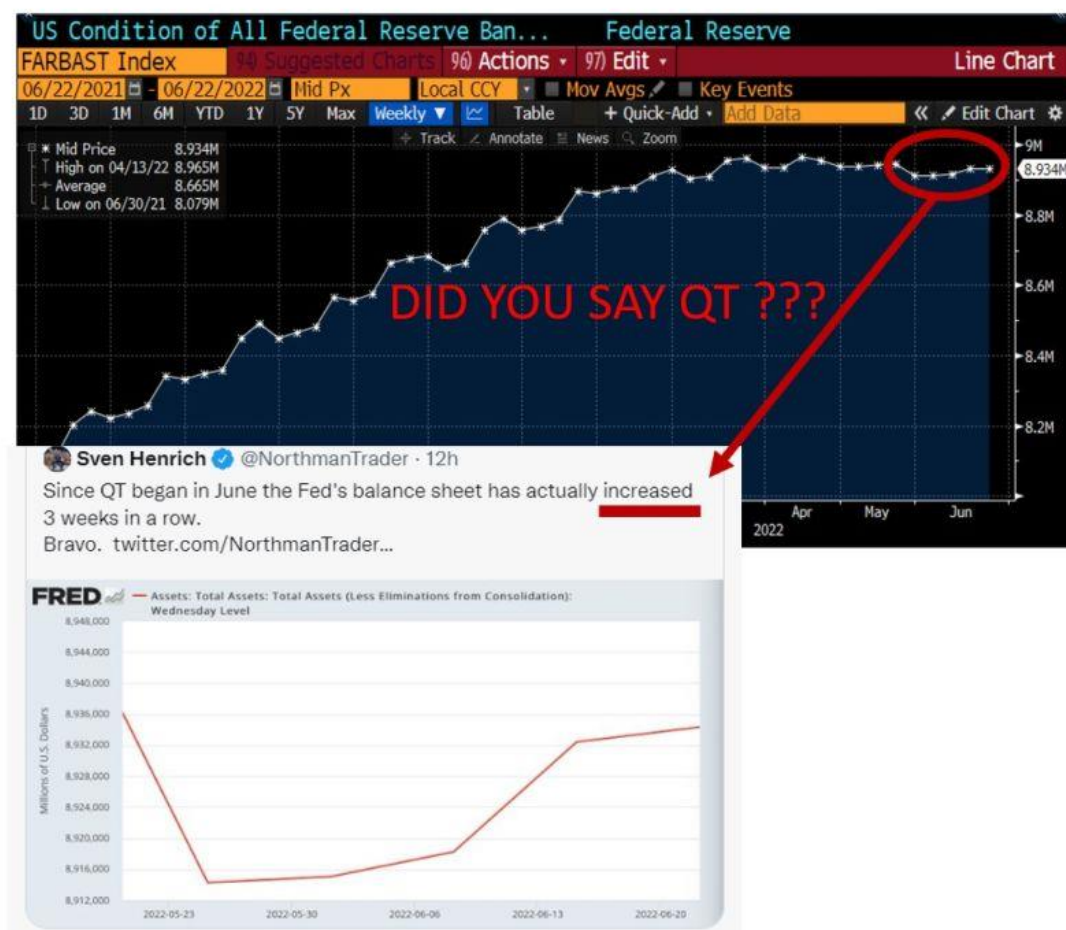 US Condition of All Federal Reserve Ban... Federal Reserve
FARBAST Index 94) Suggested Charts 96) Actions 97) Edit Line Chart
06/22/2021 - 06/22/2022 Mid Px Local CCY Mov Avgs Key Events
1D 3D 1M 6M YTD 1Y 5Y Max Weekly ▼ Table + Quick-Add Add Data « Edit Chart
Track Annotate News Zoom
Mid Price 8.934M
High on 04/13/22 8.965M
Average 8.665M
Low on 06/30/21 8.079M
9M
8.934M
8.8M
8.6M
8.4M
8.2M
DID YOU SAY QT ???
Apr May Jun
2022
Sven Henrich @NorthmanTrader · 12h
Since QT began in June the Fed's balance sheet has actually increased
3 weeks in a row.
Bravo. twitter.com/NorthmanTrader...
FRED — Assets: Total Assets: Total Assets (Less Eliminations from Consolidation):
Wednesday Level
Millions of U.S. Dollars
8,948,000
8,944,000
8,940,000
8,936,000
8,932,000
8,928,000
8,924,000
8,920,000
8,916,000
8,912,000
2022-05-23 2022-05-30 2022-06-06 2022-06-13 2022-06-20